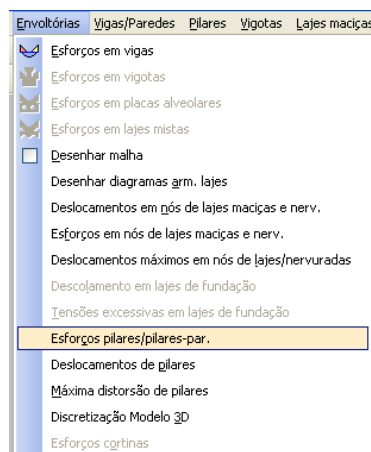 Envoltórias Vigas/Paredes Pilares Vigotas Lajes maciças
Esforços em vigas
Esforços em vigotas
Esforços em placas alveolares
Esforços em lajes mistas
Desenhar malha
Desenhar diagramas arm. lajes
Deslocamentos em nós de lajes maciças e nerv.
Esforços em nós de lajes maciças e nerv.
Deslocamentos máximos em nós de lajes/nervuradas
Descolamento em lajes de fundação
Tensões excessivas em lajes de fundação
Esforços pilares/pilares-par.
Deslocamentos de pilares
Máxima distorsão de pilares
Discretização Modelo 3D
Esforços cortinas